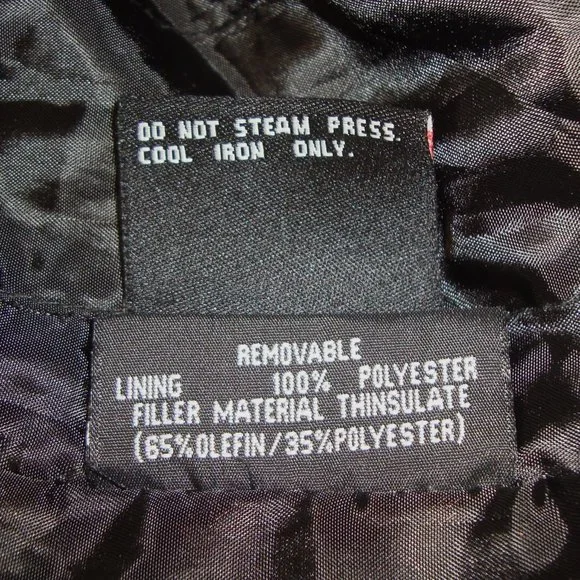 DO NOT STEAM PRESS.
COOL IRON ONLY.
REMOVABLE
LINING 100% POLYESTER
FILLER MATERIAL THINSULATE
(65%OLEFIN/35%POLYESTER)